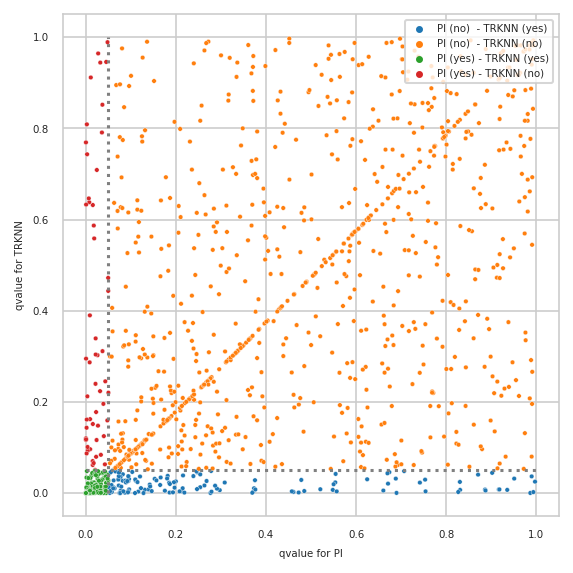 PI (no)  - TRKNN (yes)
PI (no)  - TRKNN (no)
PI (yes) - TRKNN (yes)
PI (yes) - TRKNN (no)
1.0
0.8
0.6
0.4
0.2
0.0
qvalue for TRKNN
0.0 0.2 0.4 0.6 0.8 1.0
qvalue for PI